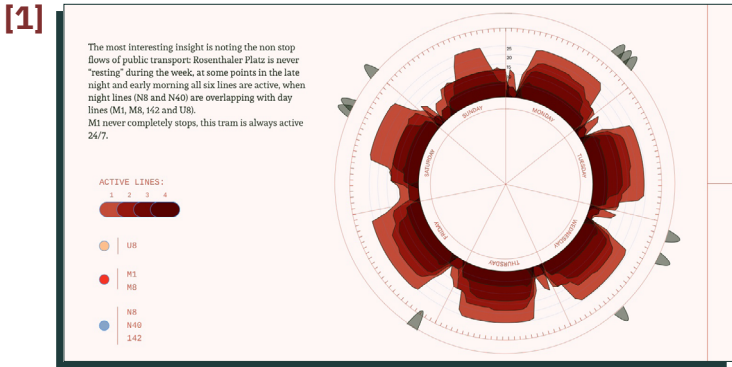 [1]
The most interesting insight is noting the non stop
flows of public transport: Rosenthaler Platz is never
"resting" during the week, at some points in the late
night and early morning all six lines are active, when
night lines (N8 and N40) are overlapping with day
lines (M1, M8, 142 and U8).
M1 never completely stops, this tram is always active
24/7.
ACTIVE LINES:
1 2 3 4
U8
M1
M8
N8
N40
142
25
20
SUNDAY
MONDAY
TUESDAY
WEDNESDAY
THURSDAY
FRIDAY
SATURDAY